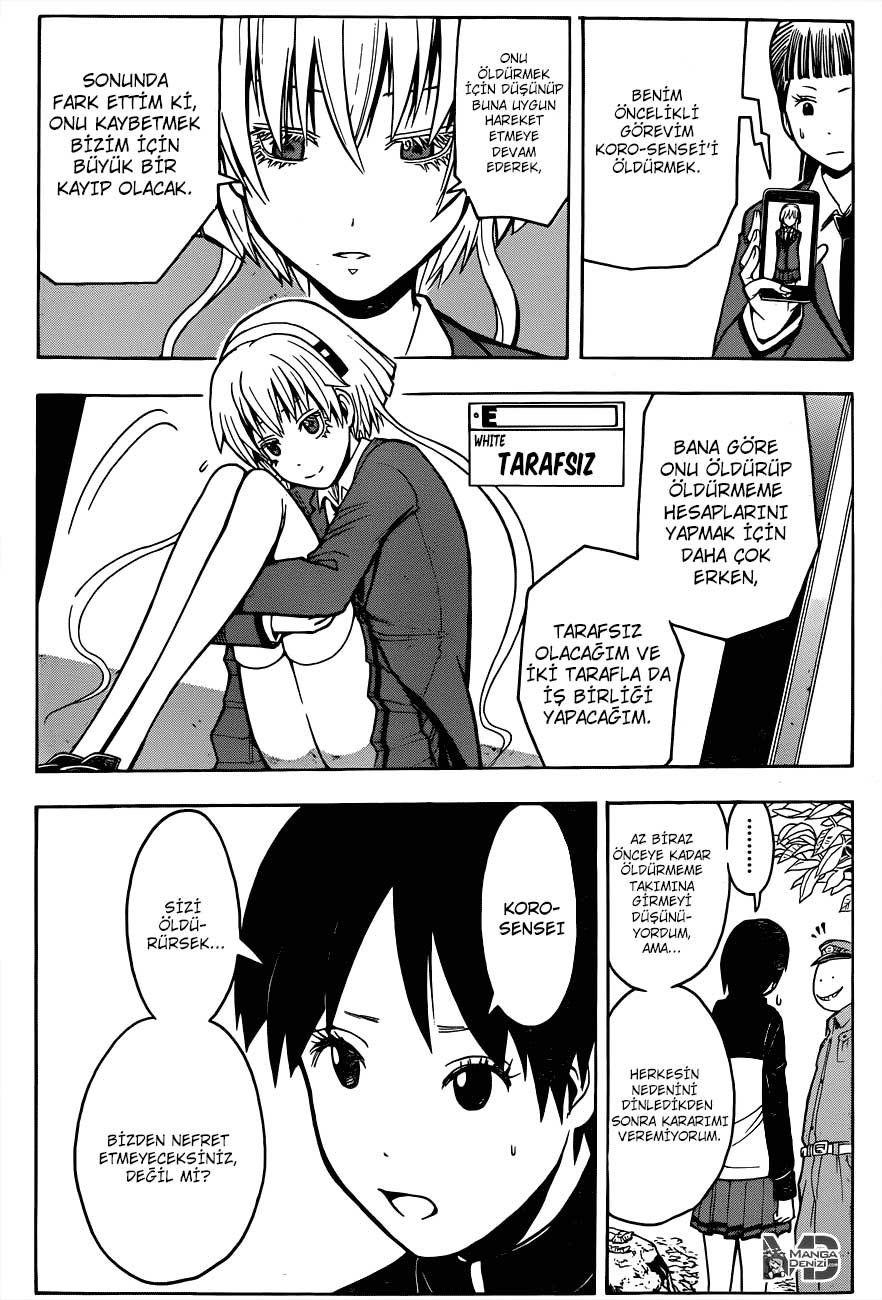 BENİM
ÖNCELİKLİ
GÖREVİM
KORO-SENSEİ'İ
ÖLDÜRMEK.
ONU
ÖLDÜRMEK
İÇİN DÜŞÜNÜP
BUNA UYGUN
HAREKET
ETMEYE
DEVAM
EDEREK,
SONUNDA
FARK ETTİM Kİ,
ONU KAYBETMEK
BİZİM İÇİN
BÜYÜK BİR
KAYIP OLACAK.
BANA GÖRE
ONU ÖLDÜRÜP
ÖLDÜRMEME
HESAPLARINI
YAPMAK İÇİN
DAHA ÇOK
ERKEN,
E
WHITE
TARAFSIZ
TARAFSIZ
OLACAĞIM VE
İKİ TARAFLA DA
İŞ BİRLİĞİ
YAPACAĞIM.
.........
AZ BİRAZ
ÖNCEYE KADAR
ÖLDÜRMEME
TAKIMINA
GİRMEYİ
DÜŞÜNÜ-
YORDUM,
AMA...
HERKESİN
NEDENİNİ
DİNLEDİKDEN
SONRA KARARIMI
VEREMİYORUM.
KORO-
SENSEI
SİZİ
ÖLDÜ-
RÜRSEK...
BİZDEN NEFRET
ETMEYECEKSİNİZ,
DEĞİL Mİ?
MD
MANGA
DENİZİ.com